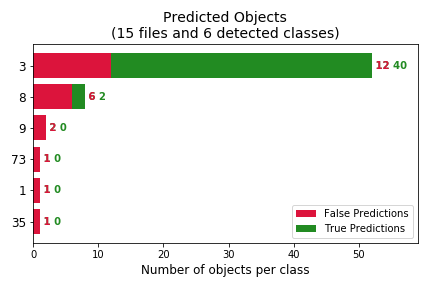 Predicted Objects
(15 files and 6 detected classes)
3 12 40
8 6 2
9 2 0
73 1 0
1 1 0
35 1 0
False Predictions
True Predictions
0 10 20 30 40 50
Number of objects per class